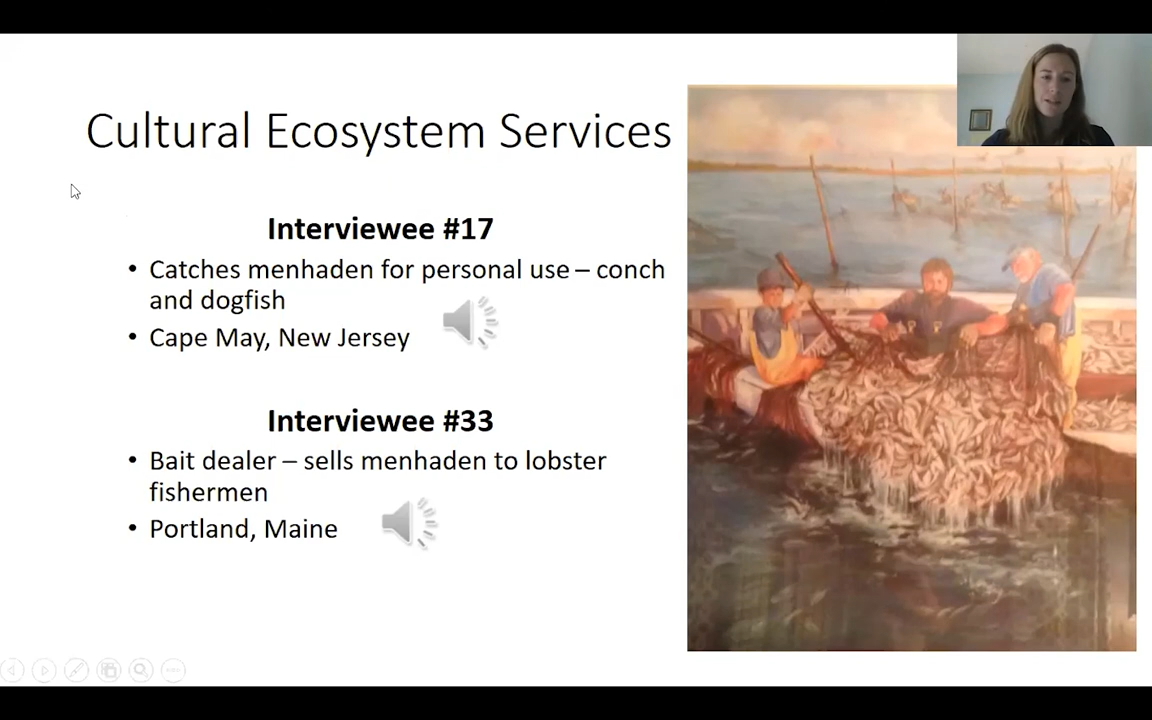 Cultural Ecosystem Services
Interviewee #17
• Catches menhaden for personal use – conch
and dogfish
• Cape May, New Jersey
Interviewee #33
• Bait dealer – sells menhaden to lobster
fishermen
• Portland, Maine